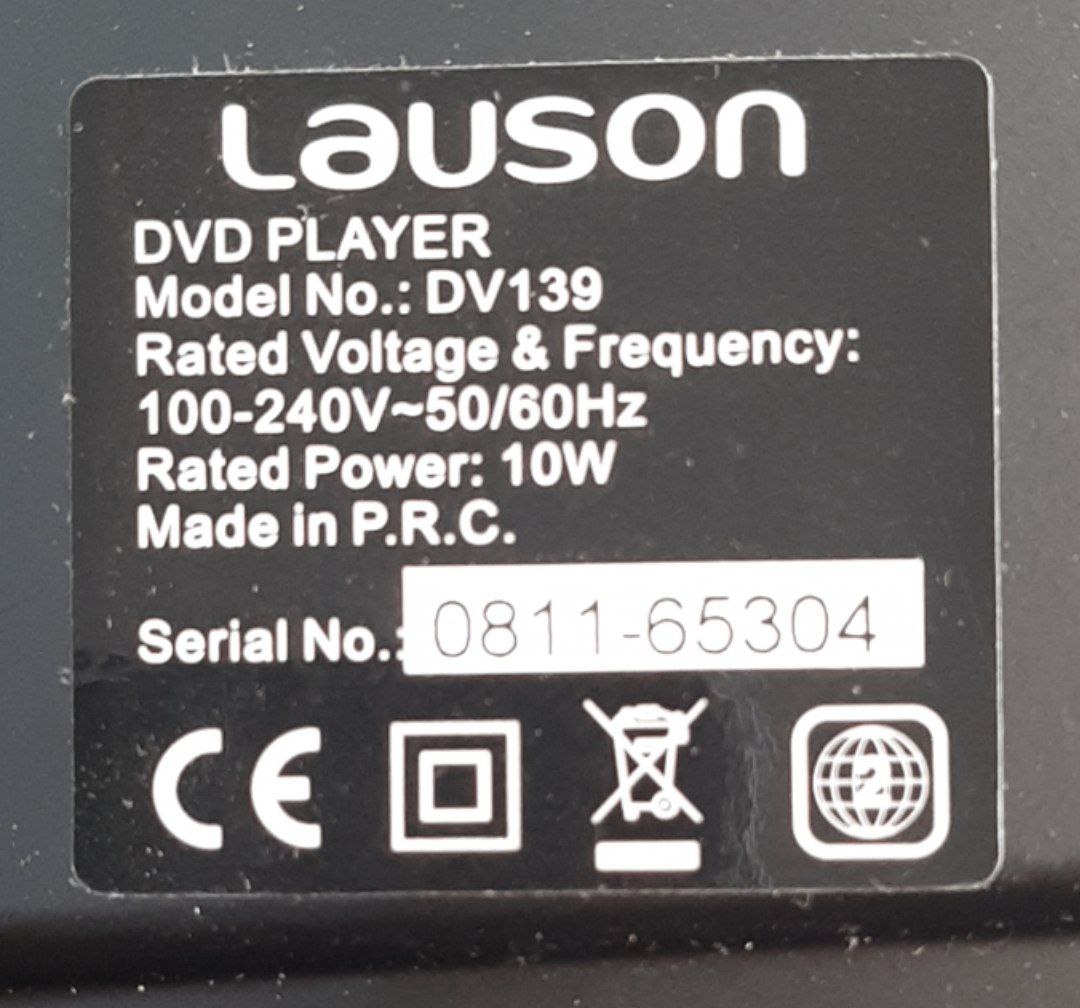 Lauson
DVD PLAYER
Model No.: DV139
Rated Voltage & Frequency:
100-240V~50/60Hz
Rated Power: 10W
Made in P.R.C.
Serial No.: 0811-65304
CE
2